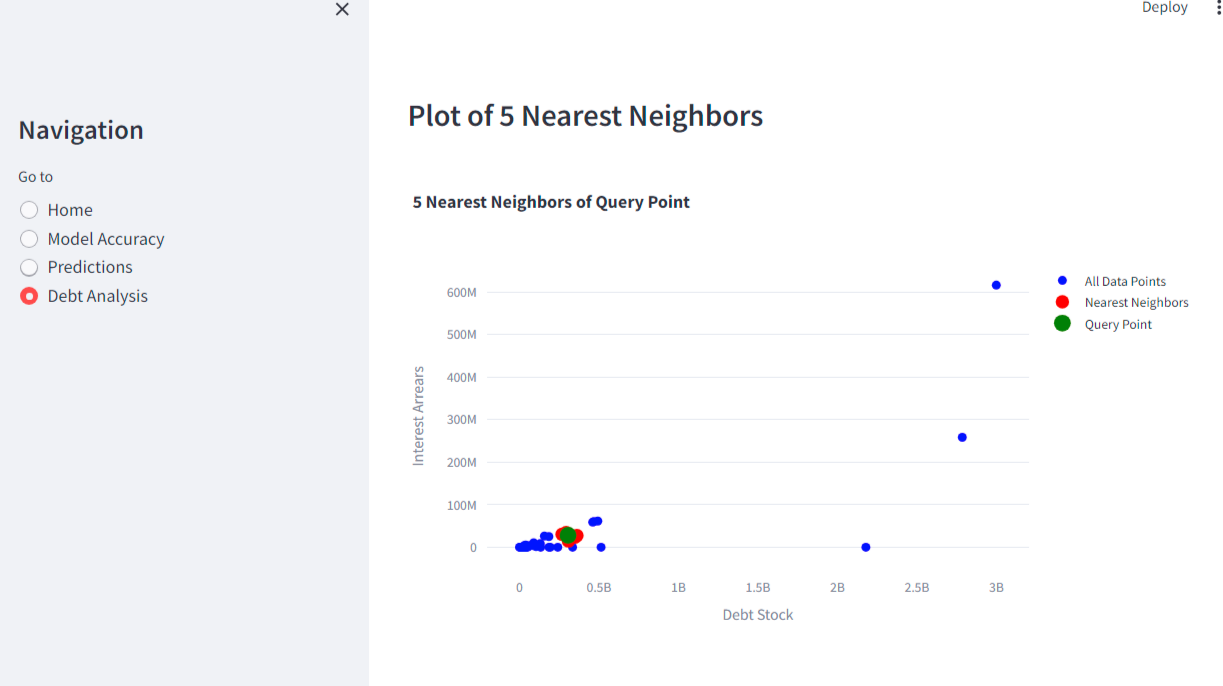 Deploy
Navigation
Go to
Home
Model Accuracy
Predictions
Debt Analysis
Plot of 5 Nearest Neighbors
5 Nearest Neighbors of Query Point
600M
500M
400M
300M
200M
100M
0
Interest Arrears
0 0.5B 1B 1.5B 2B 2.5B 3B
Debt Stock
All Data Points
Nearest Neighbors
Query Point